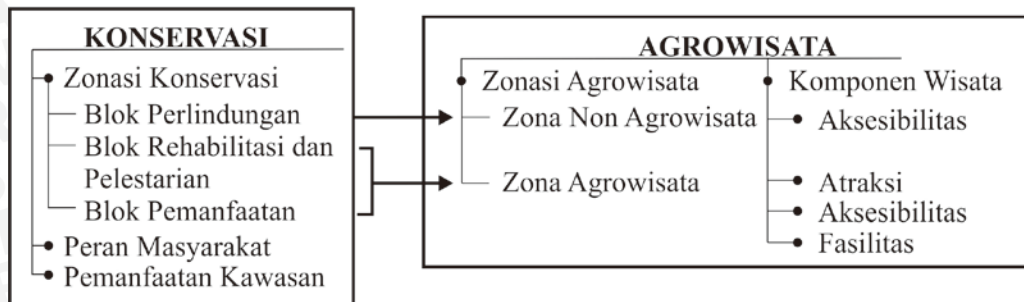 KONSERVASI
Zonasi Konservasi
Blok Perlindungan
Blok Rehabilitasi dan
Pelestarian
Blok Pemanfaatan
Peran Masyarakat
Pemanfaatan Kawasan
AGROWISATA
Zonasi Agrowisata
Zona Non Agrowisata
Zona Agrowisata
Komponen Wisata
Aksesibilitas
Atraksi
Aksesibilitas
Fasilitas